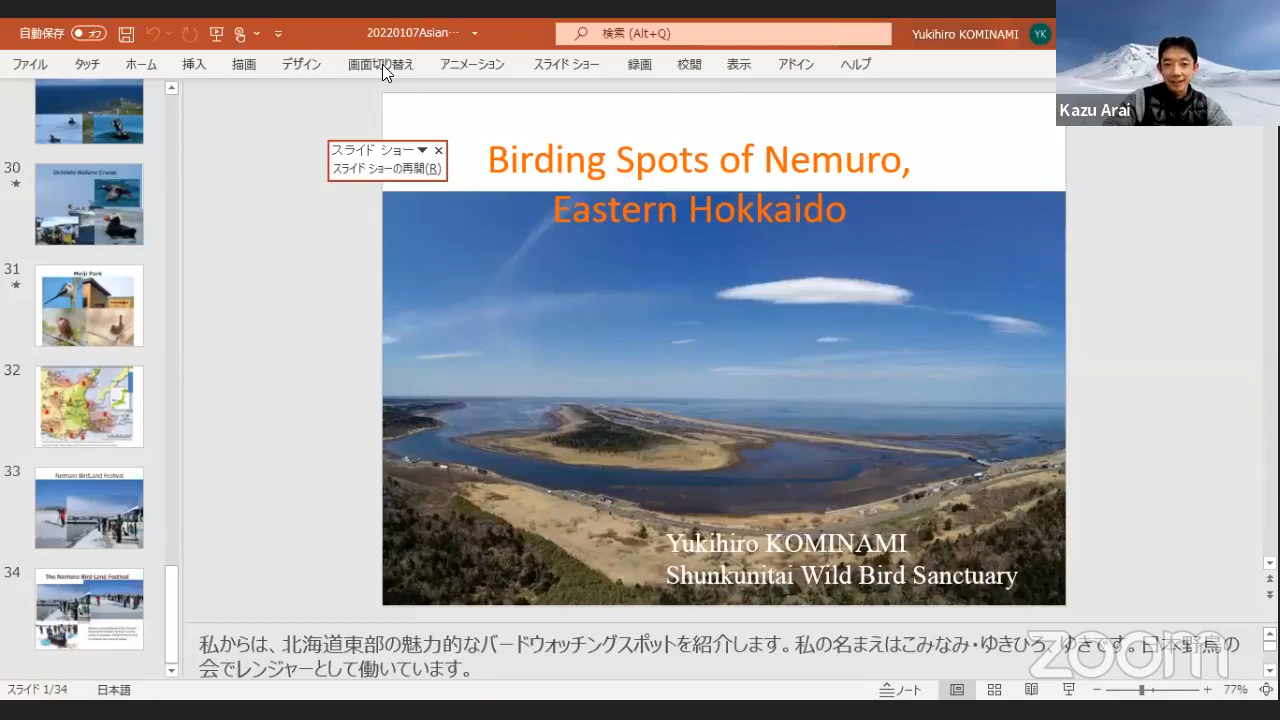 自動保存 オフ 20220107Asian… 検索 (Alt+Q) Yukihiro KOMINAMI YK
ファイル タッチ ホーム 挿入 描画 デザイン 画面切り替え アニメーション スライド ショー 録画 校閲 表示 アドイン ヘルプ
Kazu Arai
スライド ショー
スライド ショーの再開(R)
Birding Spots of Nemuro,
Eastern Hokkaido
Yukihiro KOMINAMI
Shunkunitai Wild Bird Sanctuary
30
Ochiishi Nature Cruise
31
Meiji Park
32
33
Nemuro BirdLand Festival
34
The Nemuro Bird Land Festival
私からは、北海道東部の魅力的なバードウォッチングスポットを紹介します。私の名まえはこみなみ・ゆきひろ、ゆきです。日本野鳥の
会でレンジャーとして働いています。
zoom
スライド 1/34 日本語 ノート 77%